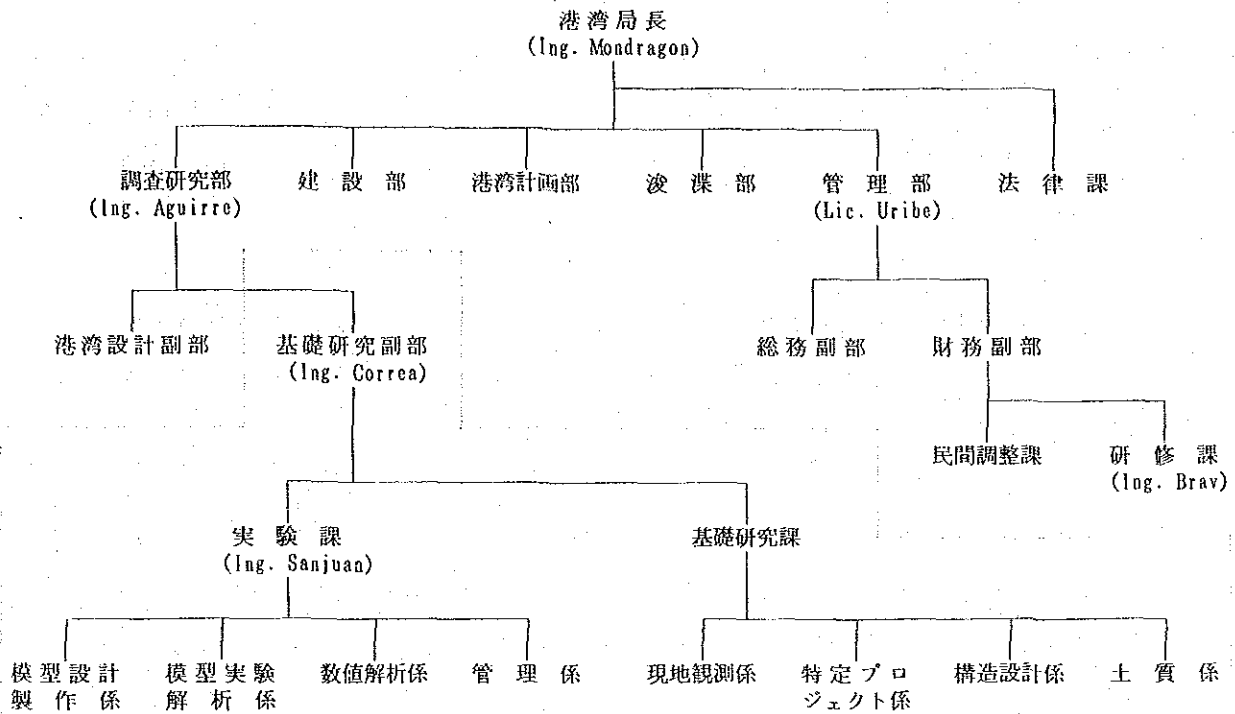 港湾局長
(Ing. Mondragon)
調査研究部
(Ing. Aguirre)
建設部
港湾計画部
浚渫部
管理部
(Lic. Uribe)
法律課
港湾設計副部
基礎研究副部
(Ing. Correa)
総務副部
財務副部
民間調整課
研修課
(Ing. Brav)
実験課
(Ing. Sanjuan)
基礎研究課
模型設計
製作係
模型実験
解析係
数値解析係
管理係
現地観測係
特定プロ
ジェクト係
構造設計係
土質係